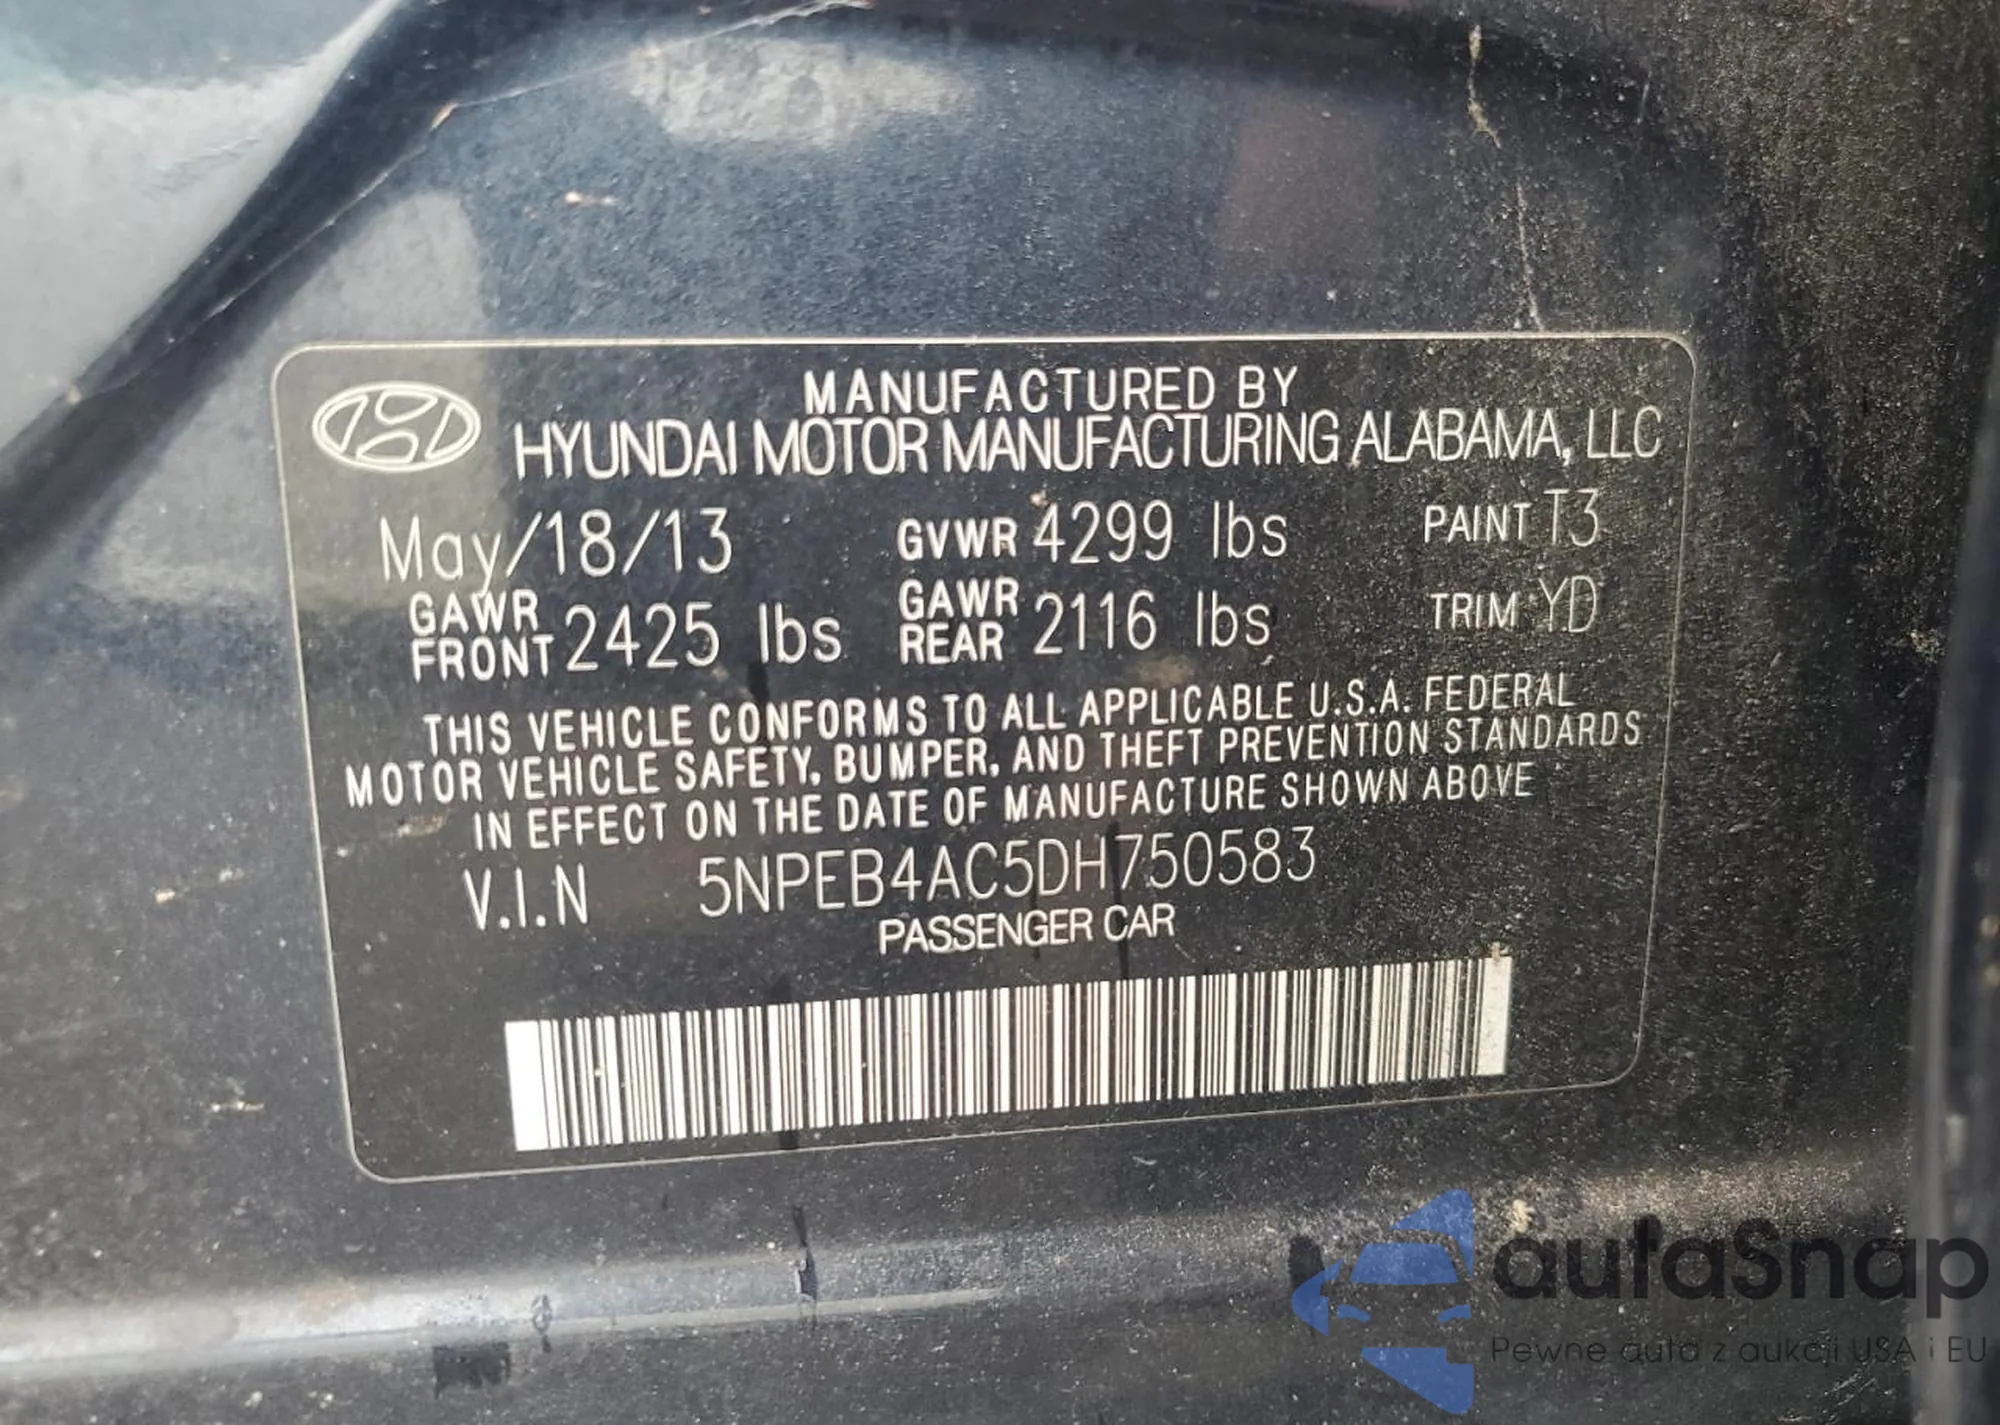 MANUFACTURED BY
HYUNDAI MOTOR MANUFACTURING ALABAMA, LLC
May/18/13 GVWR 4299 lbs PAINT T3
GAWR FRONT 2425 lbs GAWR REAR 2116 lbs TRIM YD
THIS VEHICLE CONFORMS TO ALL APPLICABLE U.S.A. FEDERAL
MOTOR VEHICLE SAFETY, BUMPER, AND THEFT PREVENTION STANDARDS
IN EFFECT ON THE DATE OF MANUFACTURE SHOWN ABOVE
V.I.N 5NPEB4AC5DH750583
PASSENGER CAR
autaSnap
Pewne auta z aukcji USA i EU